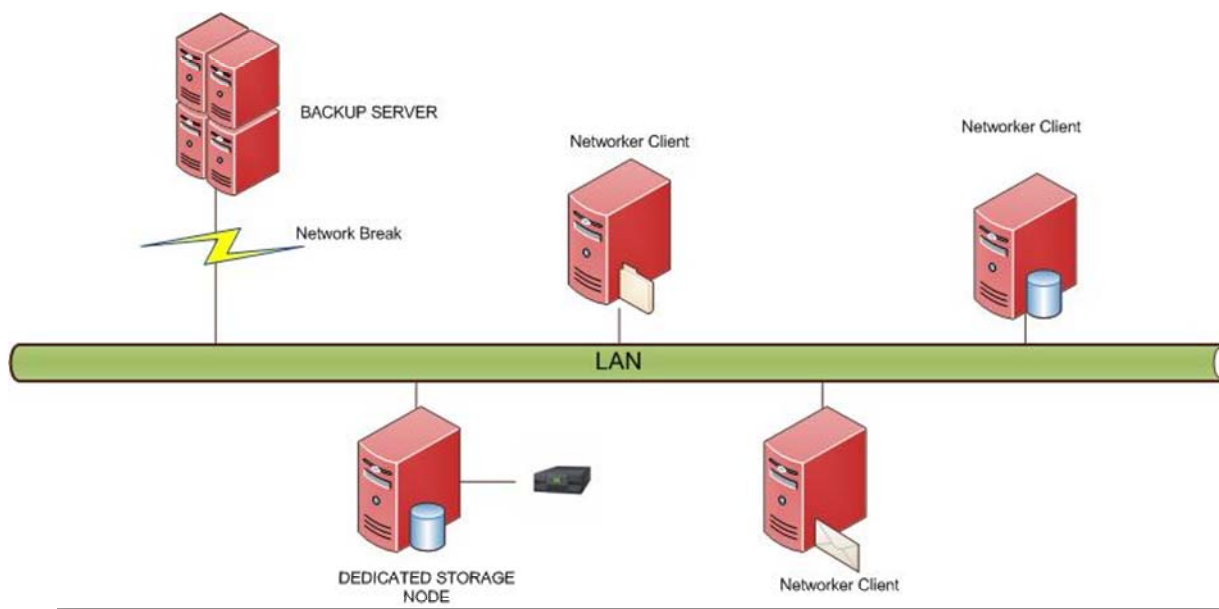 BACKUP SERVER
Networker Client
Networker Client
Network Break
LAN
DEDICATED STORAGE
NODE
Networker Client